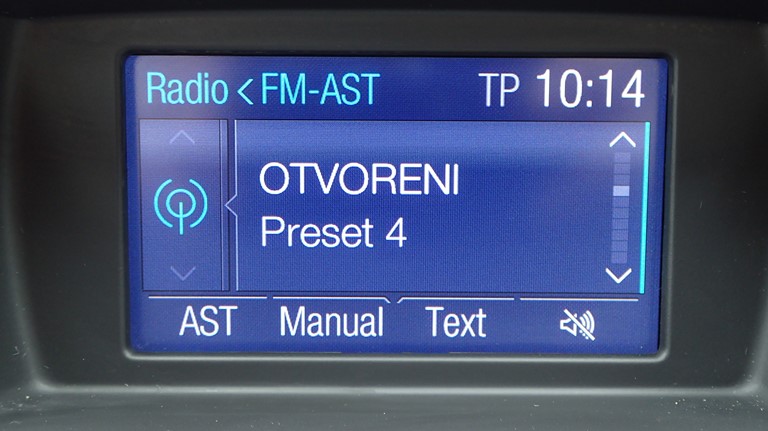 Radio < FM-AST TP 10:14
OTVORENI
Preset 4
AST Manual Text